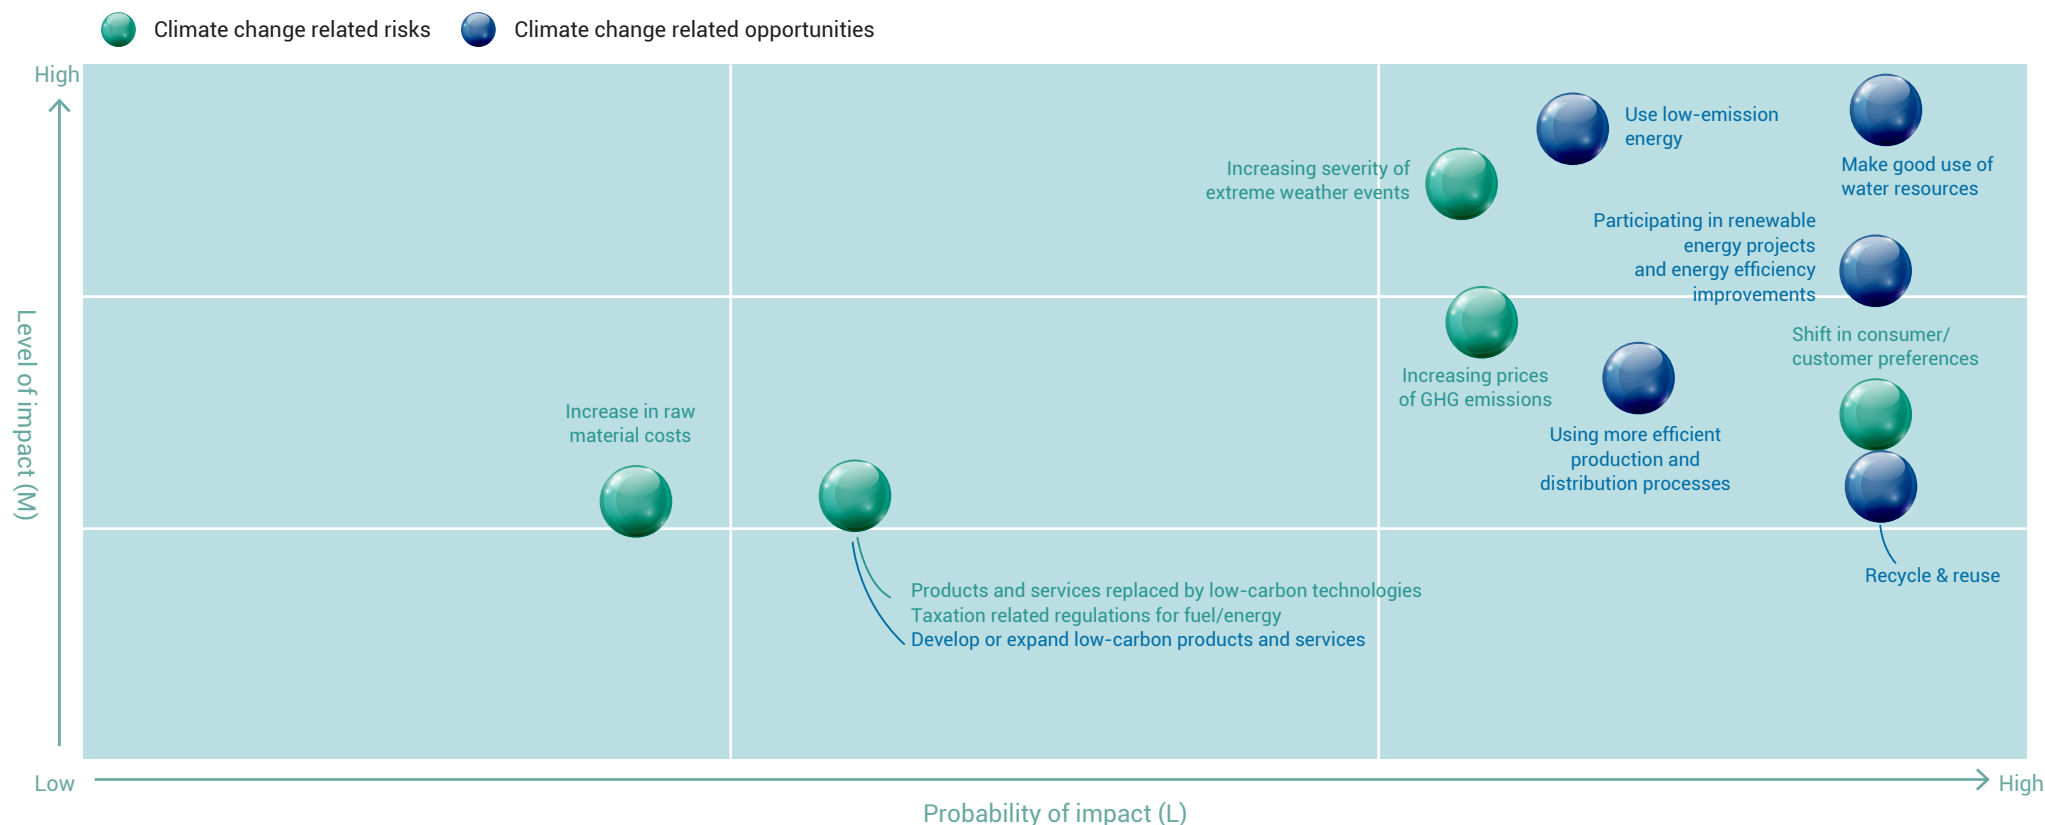 Climate change related risks
Climate change related opportunities
High
Level of impact (M)
Low
Use low-emission
energy
Make good use of
water resources
Increasing severity of
extreme weather events
Participating in renewable
energy projects
and energy efficiency
improvements
Increasing prices
of GHG emissions
Shift in consumer/
customer preferences
Increase in raw
material costs
Using more efficient
production and
distribution processes
Recycle & reuse
Products and services replaced by low-carbon technologies
Taxation related regulations for fuel/energy
Develop or expand low-carbon products and services
High
Probability of impact (L)